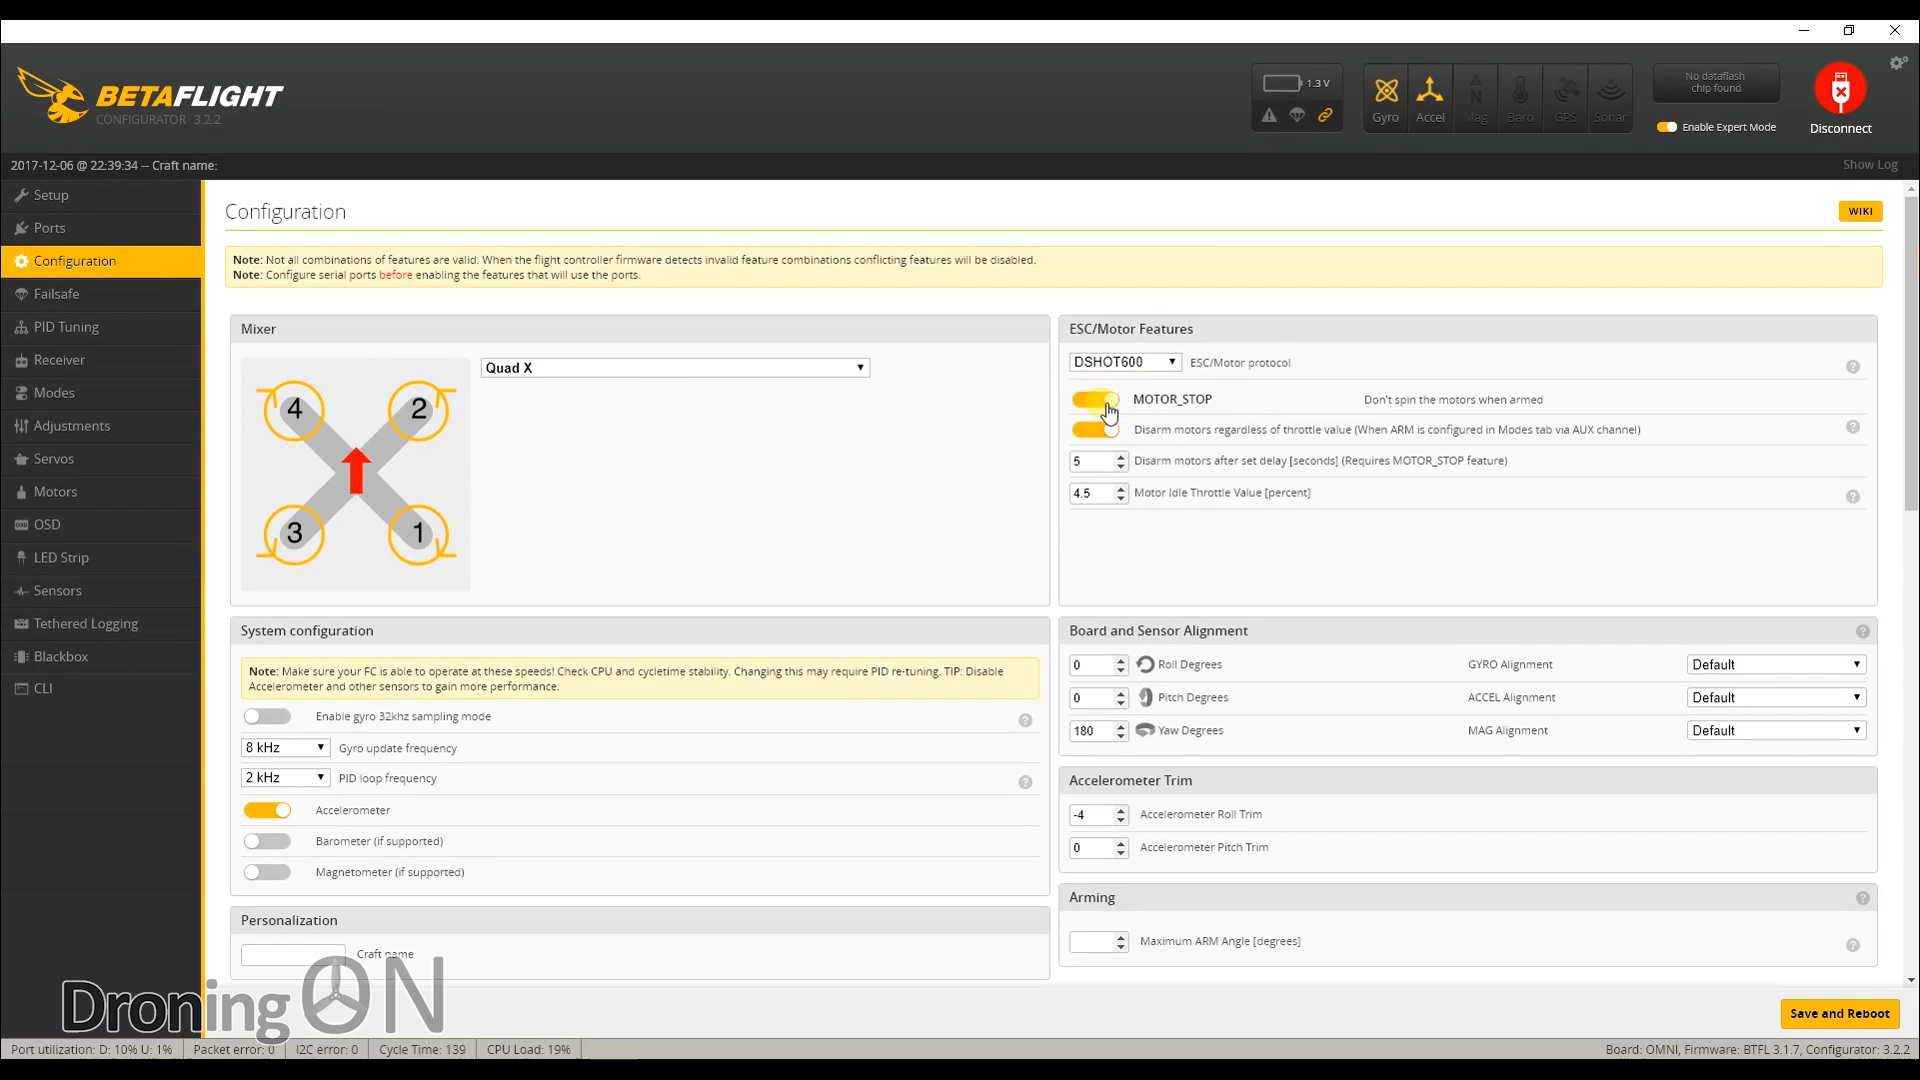 BETAFLIGHT
CONFIGURATOR 3.2.2
1.3 V
Gyro
Accel
Mag
Baro
GPS
Sonar
No dataflash
chip found
Enable Expert Mode
Disconnect
2017-12-06 @ 22:39:34 -- Craft name:
Show Log
Setup
Ports
Configuration
Failsafe
PID Tuning
Receiver
Modes
Adjustments
Servos
Motors
OSD
LED Strip
Sensors
Tethered Logging
Blackbox
CLI
Configuration
WIKI
Note: Not all combinations of features are valid. When the flight controller firmware detects invalid feature combinations conflicting features will be disabled.
Note: Configure serial ports before enabling the features that will use the ports.
Mixer
4
2
3
1
Quad X
ESC/Motor Features
DSHOT600 ESC/Motor protocol
MOTOR_STOP Don't spin the motors when armed
Disarm motors regardless of throttle value (When ARM is configured in Modes tab via AUX channel)
5 Disarm motors after set delay [seconds] (Requires MOTOR_STOP feature)
4.5 Motor Idle Throttle Value [percent]
System configuration
Note: Make sure your FC is able to operate at these speeds! Check CPU and cycletime stability. Changing this may require PID re-tuning. TIP: Disable
Accelerometer and other sensors to gain more performance.
Enable gyro 32khz sampling mode
8 kHz Gyro update frequency
2 kHz PID loop frequency
Accelerometer
Barometer (if supported)
Magnetometer (if supported)
Board and Sensor Alignment
0 Roll Degrees GYRO Alignment Default
0 Pitch Degrees ACCEL Alignment Default
180 Yaw Degrees MAG Alignment Default
Accelerometer Trim
-4 Accelerometer Roll Trim
0 Accelerometer Pitch Trim
Arming
Maximum ARM Angle [degrees]
Personalization
Craft name
DroningON
Save and Reboot
Port utilization: D: 10% U: 1% Packet error: 0 I2C error: 0 Cycle Time: 139 CPU Load: 19%
Board: OMNI, Firmware: BTFL 3.1.7, Configurator: 3.2.2